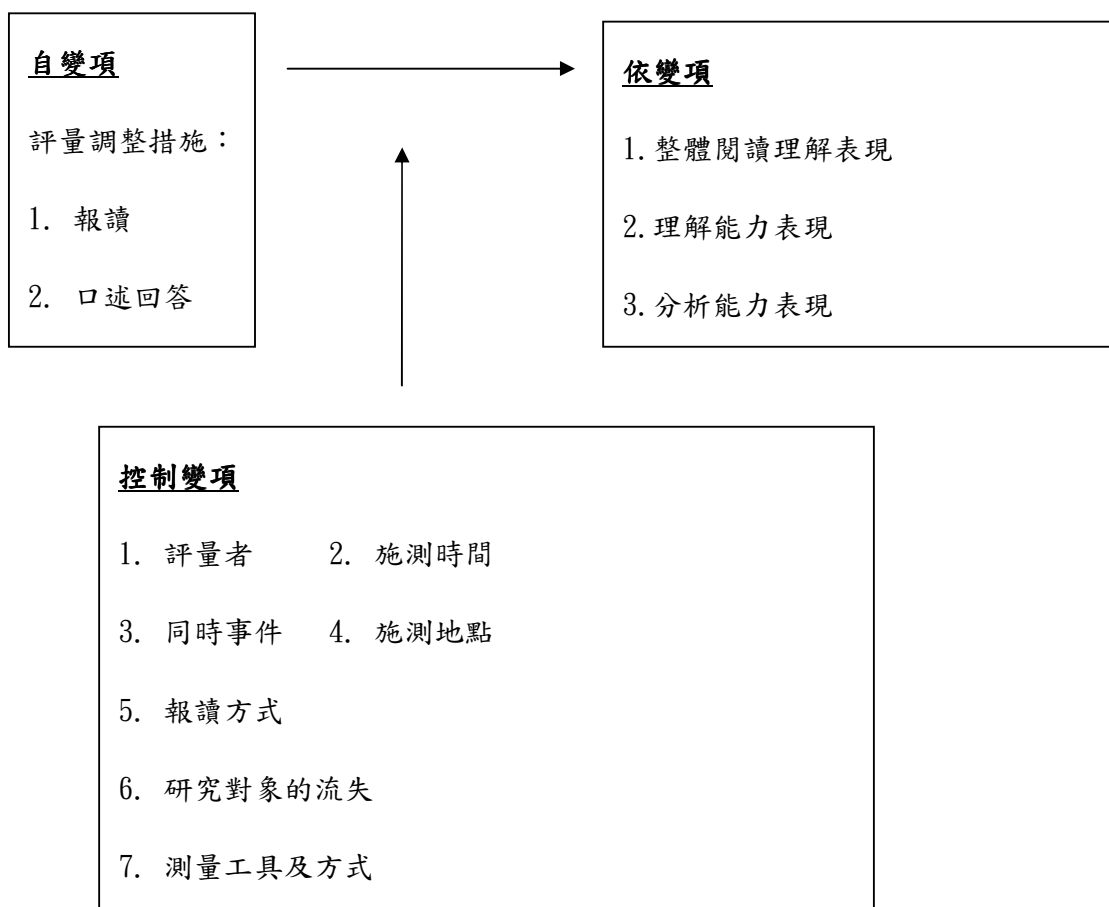 自變項
評量調整措施：
1. 報讀
2. 口述回答
依變項
1.整體閱讀理解表現
2.理解能力表現
3.分析能力表現
控制變項
1. 評量者 2. 施測時間
3. 同時事件 4. 施測地點
5. 報讀方式
6. 研究對象的流失
7. 測量工具及方式